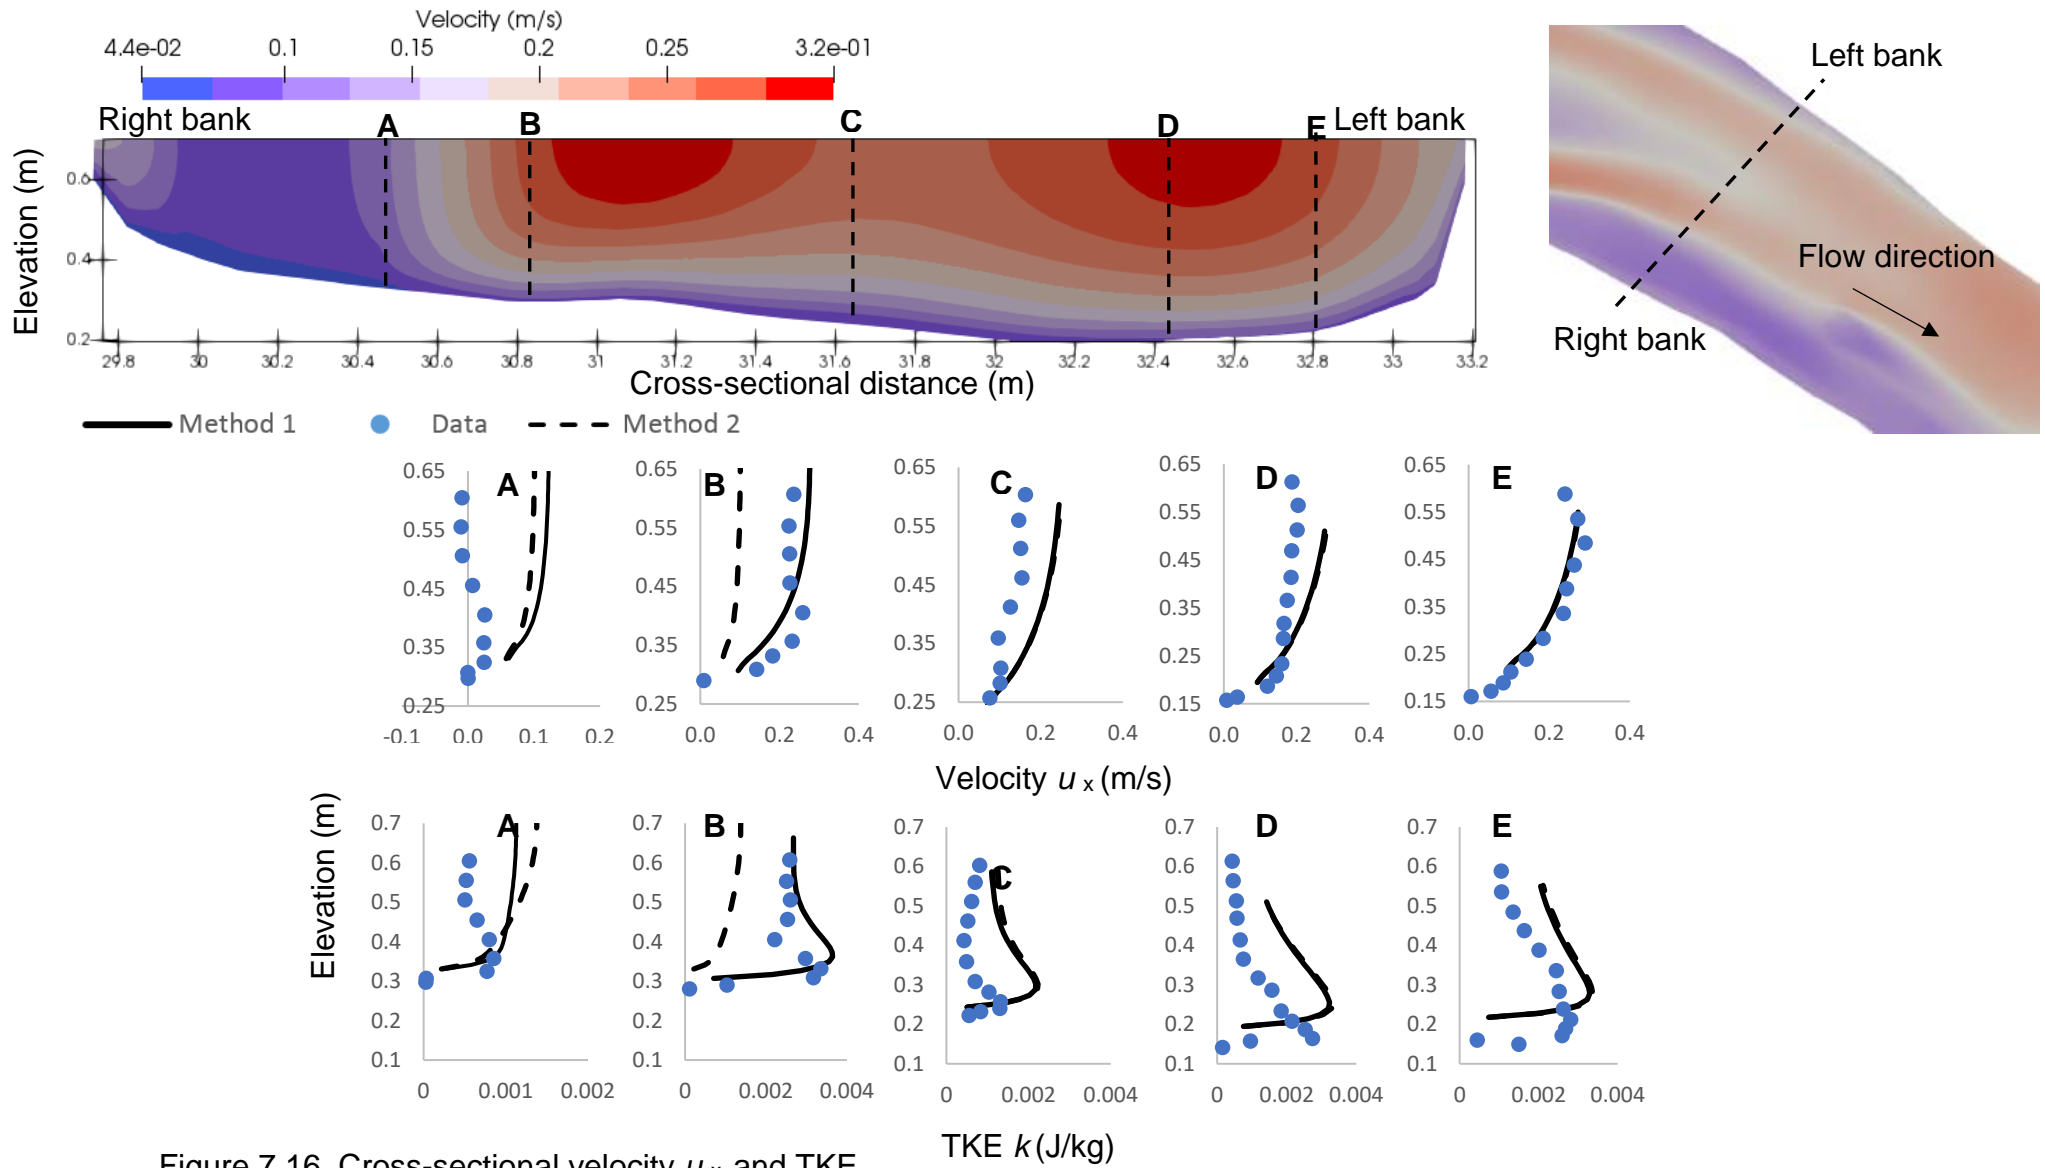 Velocity (m/s)
4.4e-02 0.1 0.15 0.2 0.25 3.2e-01
Right bank A B C D E Left bank
Elevation (m)
0.6
0.4
0.2
29.8 30 30.2 30.4 30.6 30.8 31 31.2 31.4 31.6 31.8 32 32.2 32.4 32.6 32.8 33 33.2
Cross-sectional distance (m)
Left bank
Flow direction
Right bank
Method 1 Data Method 2
A
0.65
0.55
0.45
0.35
0.25
-0.1 0.0 0.1 0.2
B
0.65
0.55
0.45
0.35
0.25
0.0 0.2 0.4
C
0.65
0.55
0.45
0.35
0.25
0.0 0.2 0.4
D
0.65
0.55
0.45
0.35
0.25
0.15
0.0 0.2 0.4
E
0.65
0.55
0.45
0.35
0.25
0.15
0.0 0.2 0.4
Velocity u x (m/s)
Elevation (m)
A
0.7
0.6
0.5
0.4
0.3
0.2
0.1
0 0.001 0.002
B
0.7
0.6
0.5
0.4
0.3
0.2
0.1
0 0.002 0.004
C
0.7
0.6
0.5
0.4
0.3
0.2
0.1
0 0.002 0.004
D
0.7
0.6
0.5
0.4
0.3
0.2
0.1
0 0.002 0.004
E
0.7
0.6
0.5
0.4
0.3
0.2
0.1
0 0.002 0.004
TKE k (J/kg)
Figure 7.16 Cross-sectional velocity u x and TKE